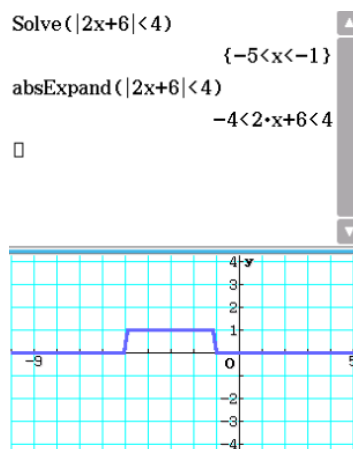 Solve(|2x+6|<4)
{-5<x<-1}
absExpand(|2x+6|<4)
-4<2·x+6<4
4 y
3
2
1
-9 0 5
-2
-3
-4